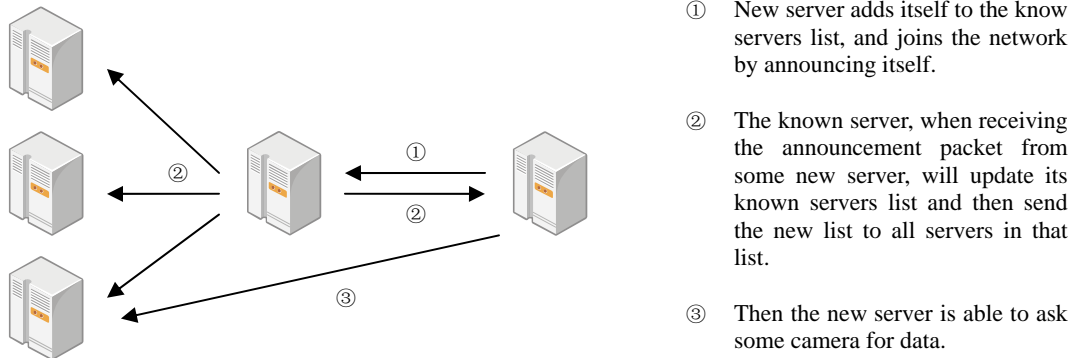 ①
②
②
③
① New server adds itself to the know
servers list, and joins the network
by announcing itself.
② The known server, when receiving
the announcement packet from
some new server, will update its
known servers list and then send
the new list to all servers in that
list.
③ Then the new server is able to ask
some camera for data.